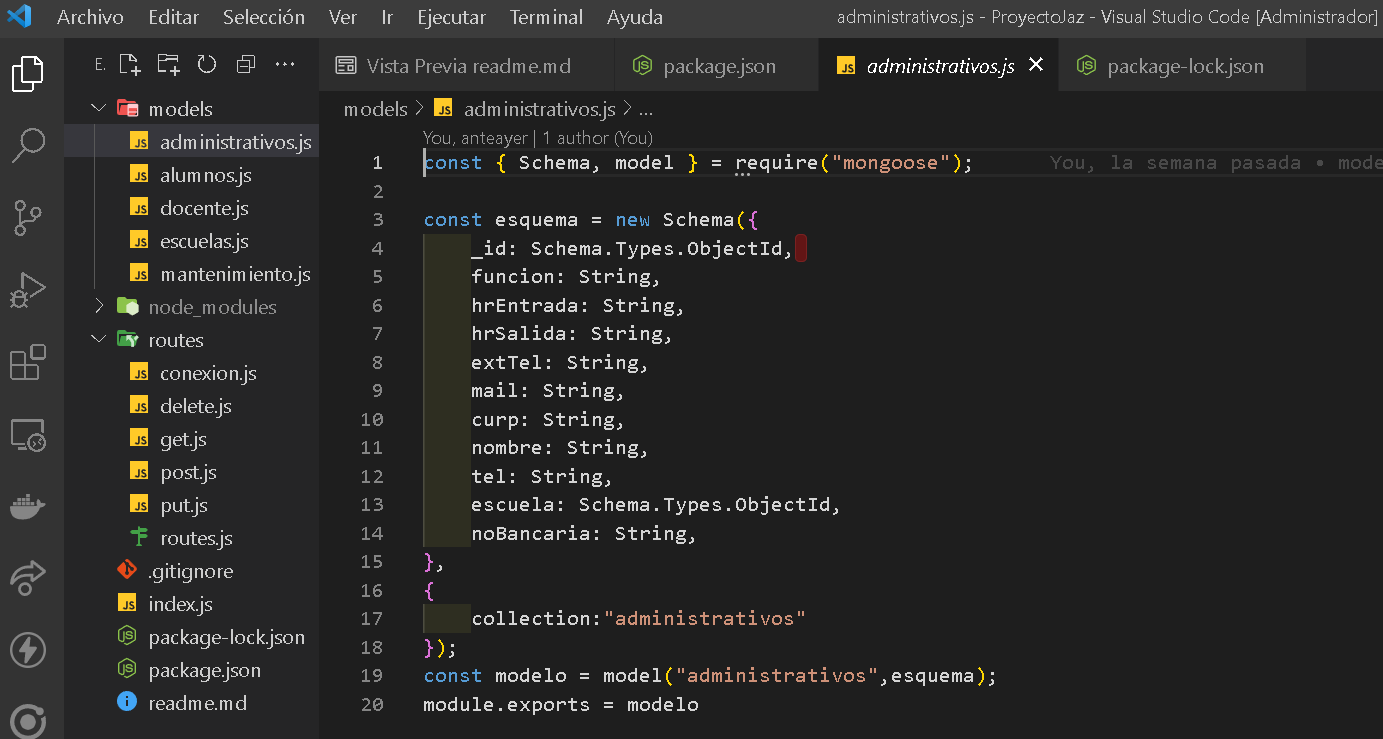 Archivo Editar Selección Ver Ir Ejecutar Terminal Ayuda administrativos.js - ProyectoJaz - Visual Studio Code [Administrador]
E. ...
Vista Previa readme.md package.json administrativos.js package-lock.json
models
administrativos.js
alumnos.js
docente.js
escuelas.js
mantenimiento.js
node_modules
routes
conexion.js
delete.js
get.js
post.js
put.js
routes.js
.gitignore
index.js
package-lock.json
package.json
readme.md
models > administrativos.js > ...
You, anteayer | 1 author (You)
1 const { Schema, model } = require("mongoose"); You, la semana pasada • mode
2
3 const esquema = new Schema({
4 _id: Schema.Types.ObjectId,
5 funcion: String,
6 hrEntrada: String,
7 hrSalida: String,
8 extTel: String,
9 mail: String,
10 curp: String,
11 nombre: String,
12 tel: String,
13 escuela: Schema.Types.ObjectId,
14 noBancaria: String,
15 },
16 {
17 collection:"administrativos"
18 });
19 const modelo = model("administrativos",esquema);
20 module.exports = modelo